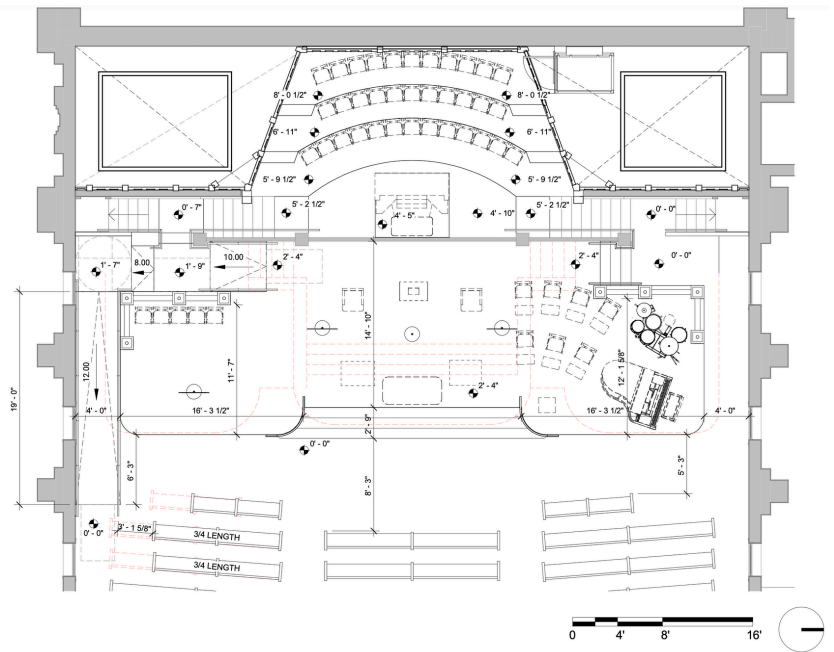 8' - 0 1/2" 8' - 0 1/2"
6' - 11" 6' - 11"
5' - 9 1/2" 5' - 9 1/2"
0' - 7" 5' - 2 1/2" 4' - 5" 4' - 10" 5' - 2 1/2" 0' - 0"
1' - 7" 8.00 1' - 9" 10.00 2' - 4" 2' - 4" 0' - 0"
14' - 10"
11' - 7"
12' - 1 5/8"
12.00
19' - 0"
2' - 4"
4' - 0" 16' - 3 1/2" 16' - 3 1/2" 4' - 0"
2' - 9"
0' - 0"
6' - 3" 5' - 3"
8' - 3"
3' - 1 5/8"
0' - 0"
3/4 LENGTH
3/4 LENGTH
0 4' 8' 16'